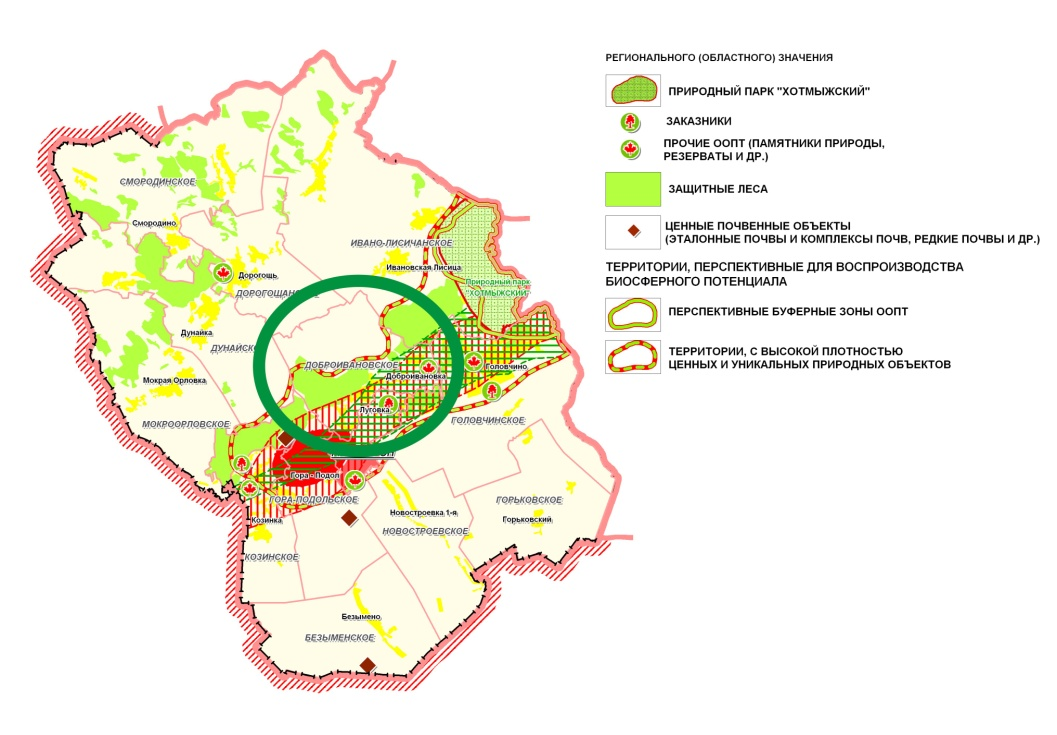 РЕГИОНАЛЬНОГО (ОБЛАСТНОГО) ЗНАЧЕНИЯ
ПРИРОДНЫЙ ПАРК "ХОТМЫЖСКИЙ"
ЗАКАЗНИКИ
ПРОЧИЕ ООПТ (ПАМЯТНИКИ ПРИРОДЫ,
РЕЗЕРВАТЫ И ДР.)
ЗАЩИТНЫЕ ЛЕСА
ЦЕННЫЕ ПОЧВЕННЫЕ ОБЪЕКТЫ
(ЭТАЛОННЫЕ ПОЧВЫ И КОМПЛЕКСЫ ПОЧВ, РЕДКИЕ ПОЧВЫ И ДР.)
ТЕРРИТОРИИ, ПЕРСПЕКТИВНЫЕ ДЛЯ ВОСПРОИЗВОДСТВА
БИОСФЕРНОГО ПОТЕНЦИАЛА
ПЕРСПЕКТИВНЫЕ БУФЕРНЫЕ ЗОНЫ ООПТ
ТЕРРИТОРИИ, С ВЫСОКОЙ ПЛОТНОСТЬЮ
ЦЕННЫХ И УНИКАЛЬНЫХ ПРИРОДНЫХ ОБЪЕКТОВ
СМОРОДИНСКОЕ
Смородино
ИВАНО-ЛИСИЧАНСКОЕ
Ивановская Лисица
Дорогощь
Природный парк
"ХОТМЫЖСКИЙ"
Дунайка
ДОБРОИВАНОВСКОЕ
Доброивановка
Головчино
Мокрая Орловка
Луговка
МОКРООРЛОВСКОЕ
ГОЛОВЧИНСКОЕ
Гора - Подол
ГОРА-ПОДОЛЬСКОЕ
ГОРЬКОВСКОЕ
Новостроевка 1-я
Козинка
Горьковский
НОВОСТРОЕВСКОЕ
КОЗИНСКОЕ
Безымено
БЕЗЫМЕНСКОЕ